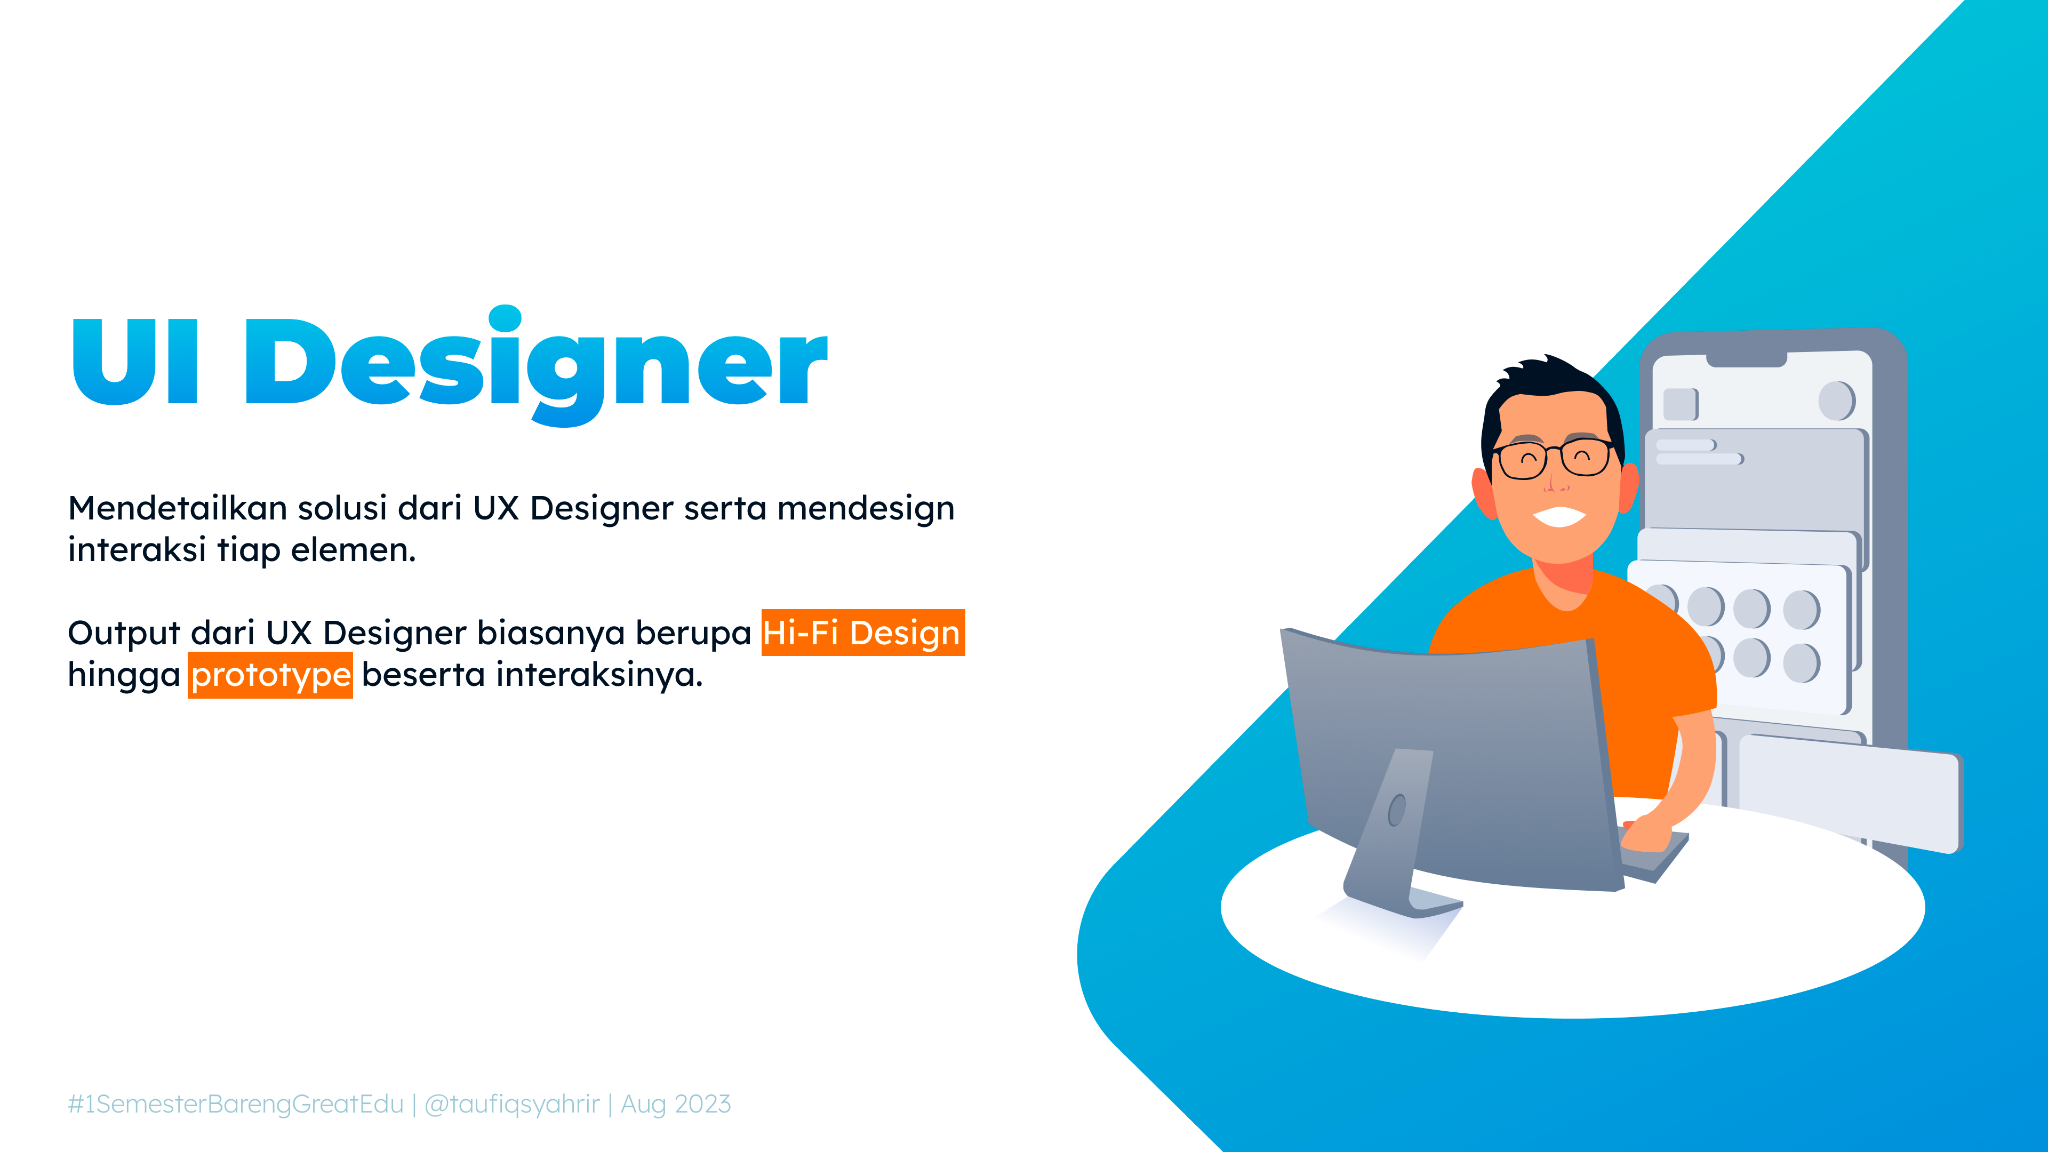 UI Designer
Mendetailkan solusi dari UX Designer serta mendesign
interaksi tiap elemen.
Output dari UX Designer biasanya berupa Hi-Fi Design
hingga prototype beserta interaksinya.
#1SemesterBarengGreatEdu | @taufiqsyahrir | Aug 2023